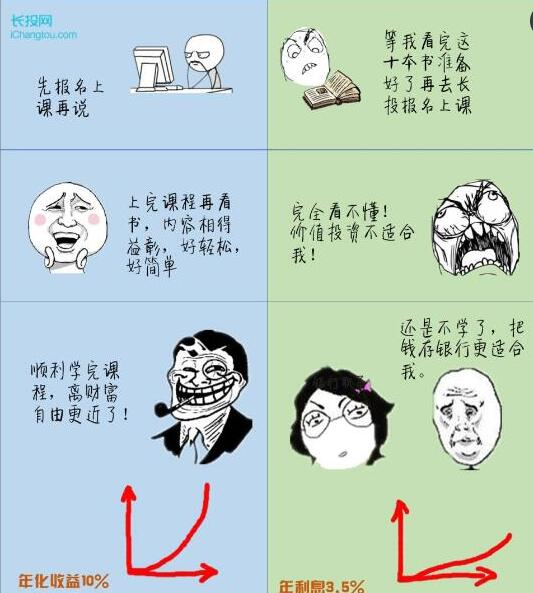 长投网
iChangtou.com
先报名上
课再说
等我看完这
十本书准备
好了再去长
投报名上课
上完课程再看
书，内容相得
益彰，好轻松，
好简单
完全看不懂！
价值投资不适合
我！
顺利学完课
程，离财富
自由更近了！
还是不学了，把
钱存银行更适合
我。
年化收益10%
年利息3.5%